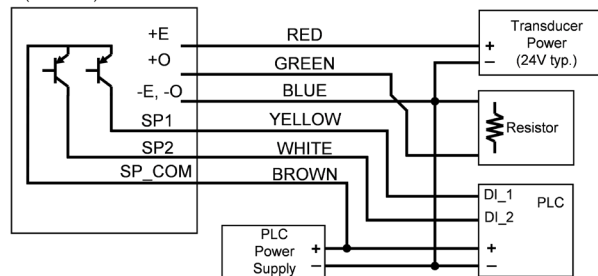 +E
RED
+
Transducer
Power
(24V typ.)
+O
GREEN
–
-E, -O
BLUE
SP1
YELLOW
Resistor
SP2
WHITE
SP_COM
BROWN
DI_1
PLC
DI_2
PLC
Power
Supply
+
–
+
–